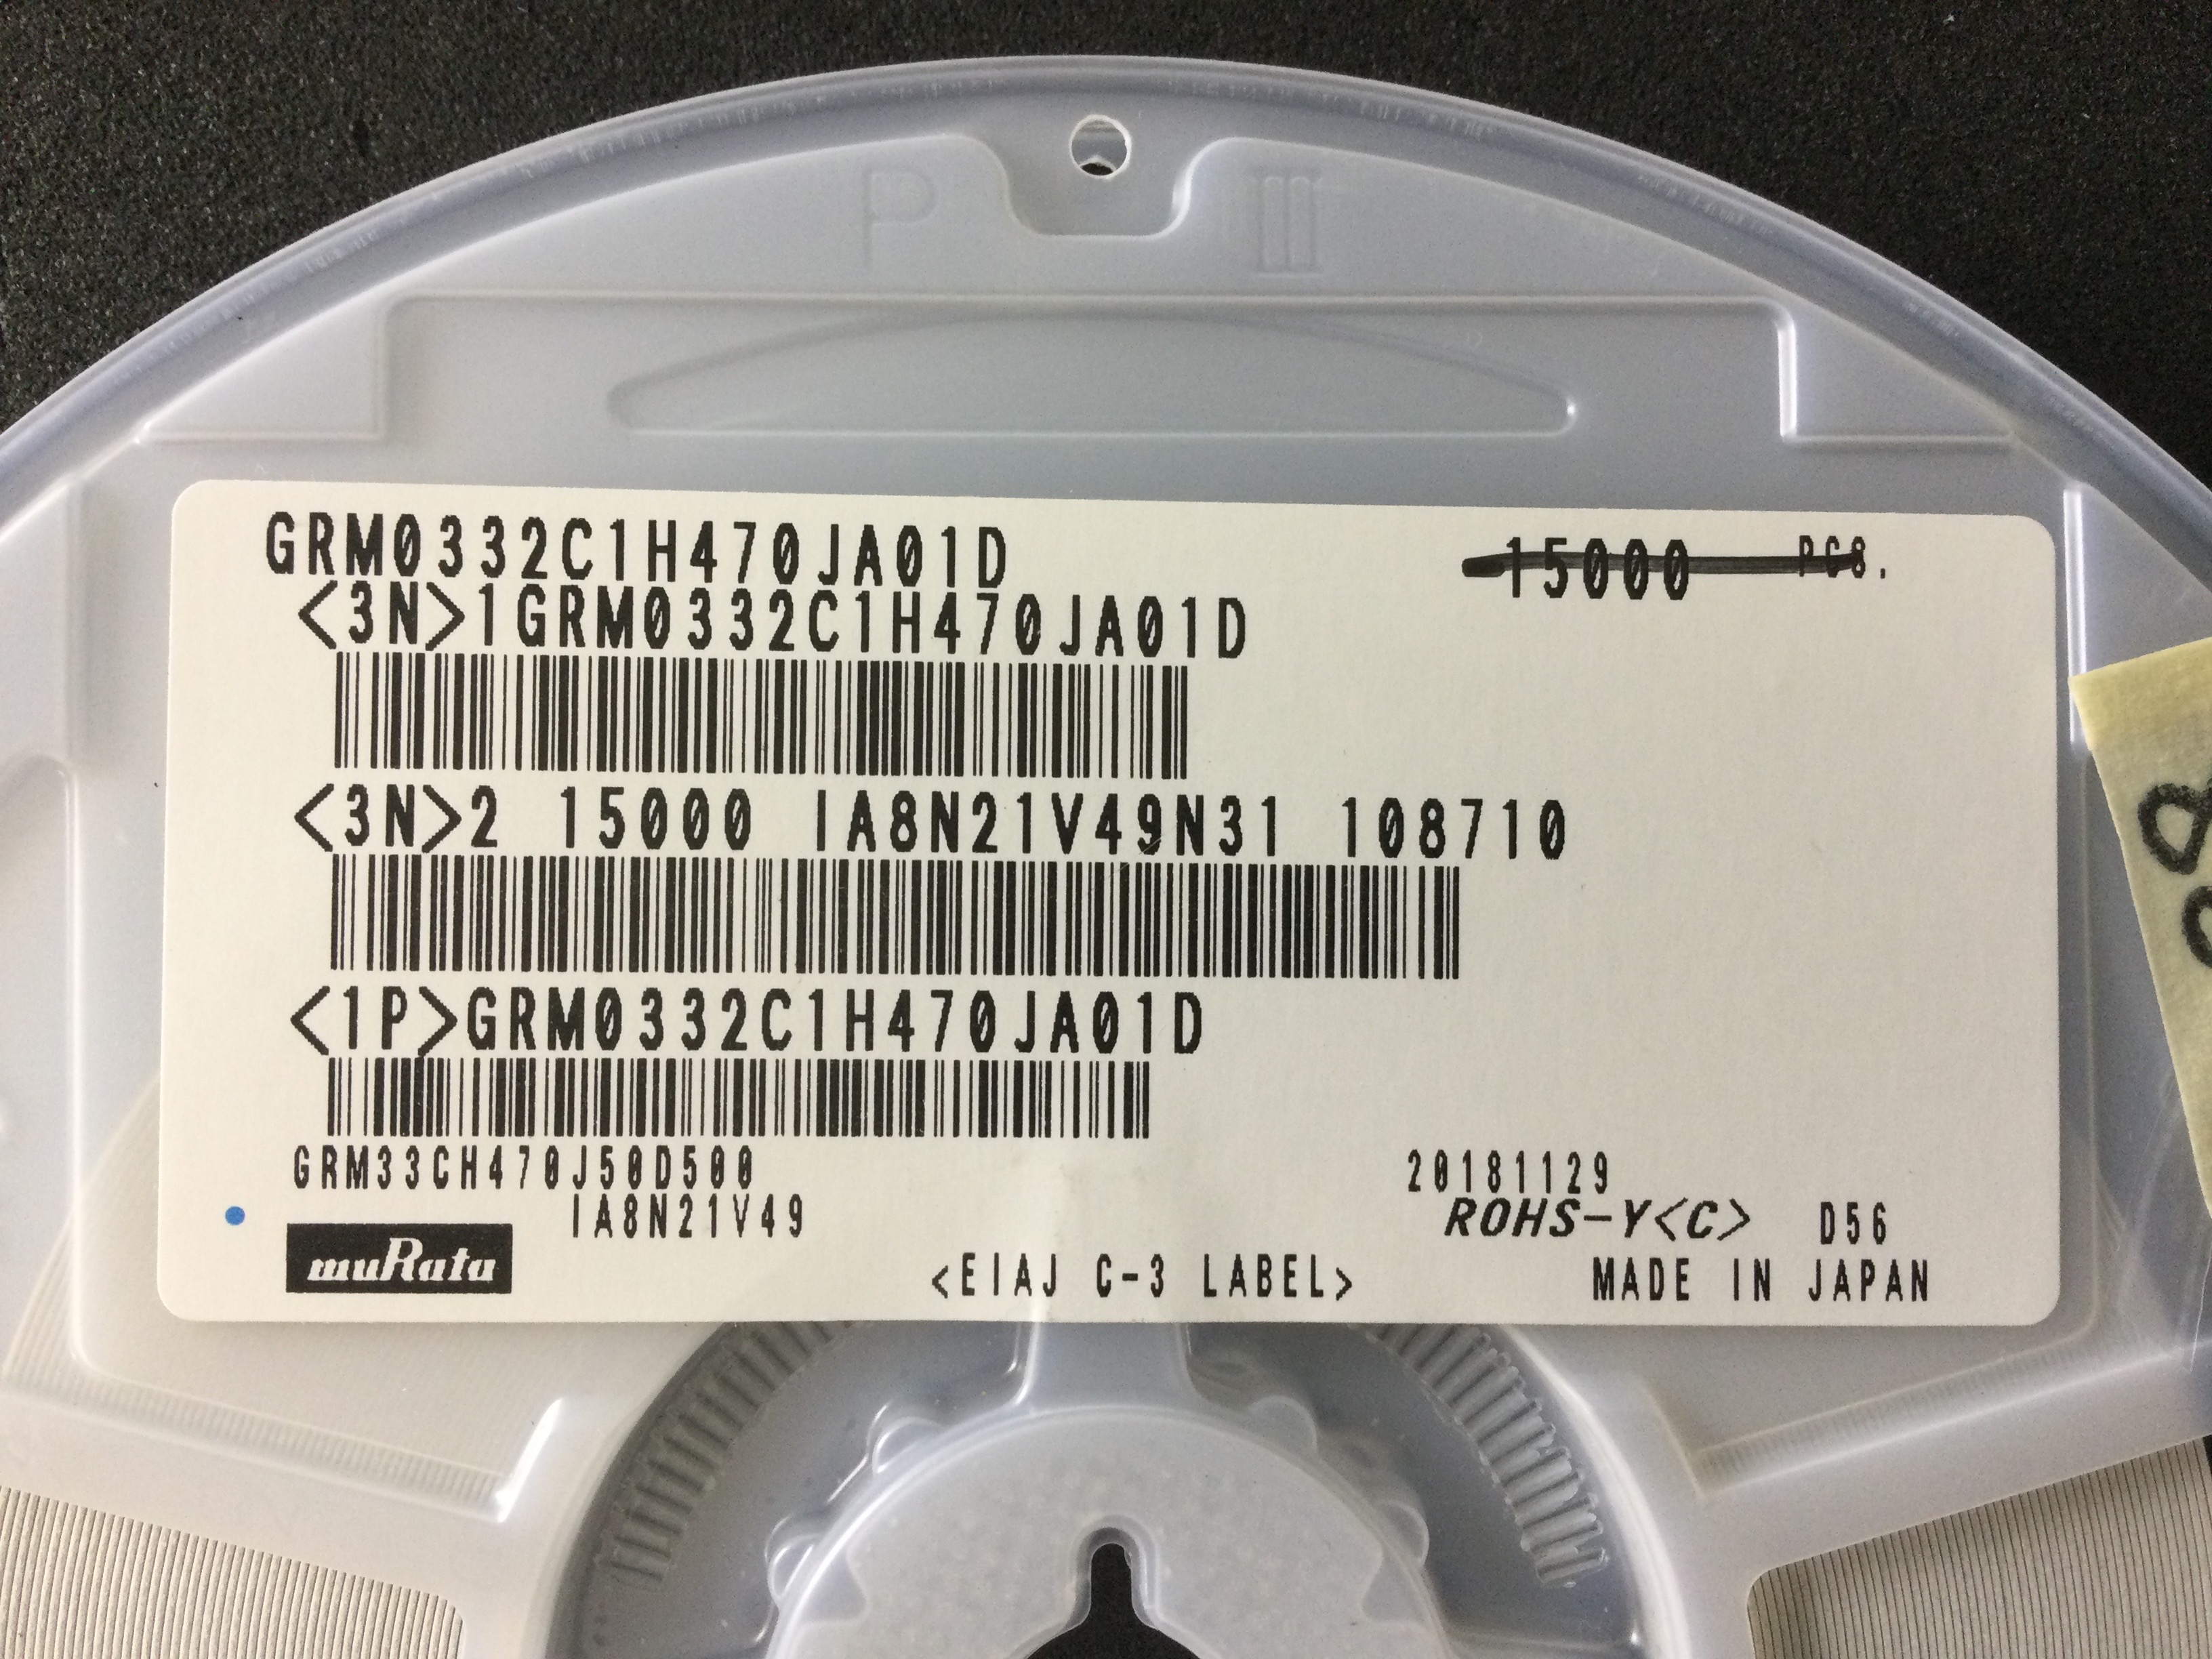 P III
GRM0332C1H470JA01D 15000 PCS.
<3N>1GRM0332C1H470JA01D
<3N>2 15000 IA8N21V49N31 108710
<1P>GRM0332C1H470JA01D
GRM33CH470J50D500 20181129
IA8N21V49 ROHS-Y<C> D56
muRata <EIAJ C-3 LABEL> MADE IN JAPAN